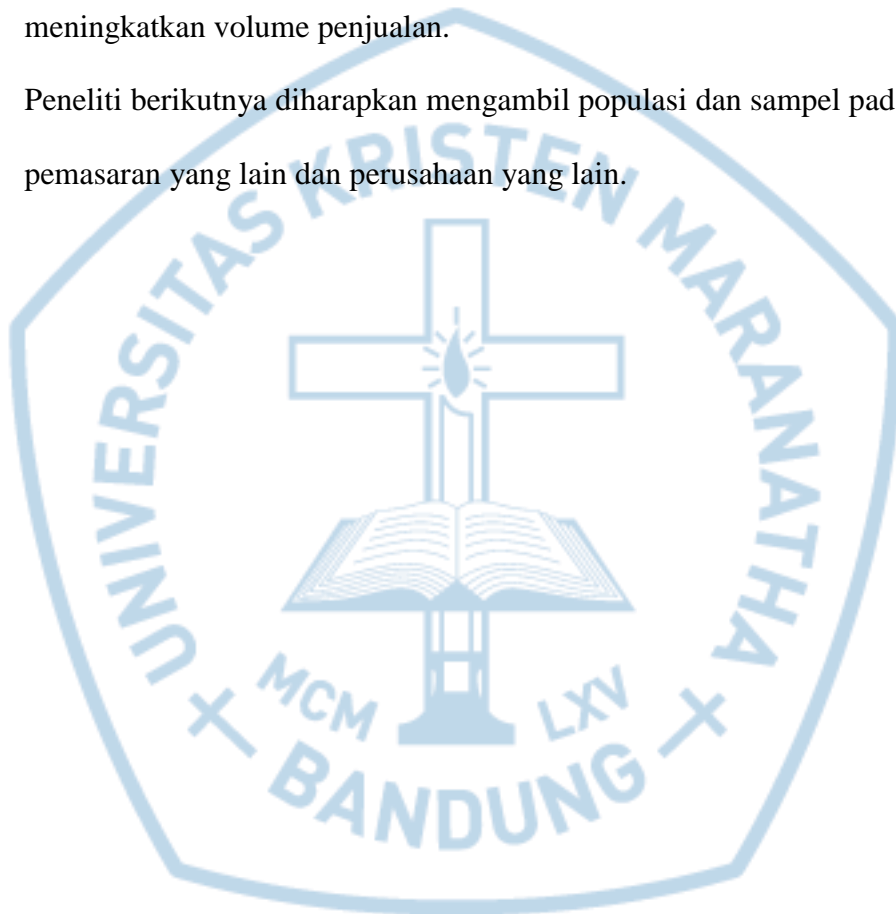 meningkatkan volume penjualan.
Peneliti berikutnya diharapkan mengambil populasi dan sampel pad
pemasaran yang lain dan perusahaan yang lain.
UNIVERSITAS KRISTEN MARANATHA
MCM LXV
BANDUNG